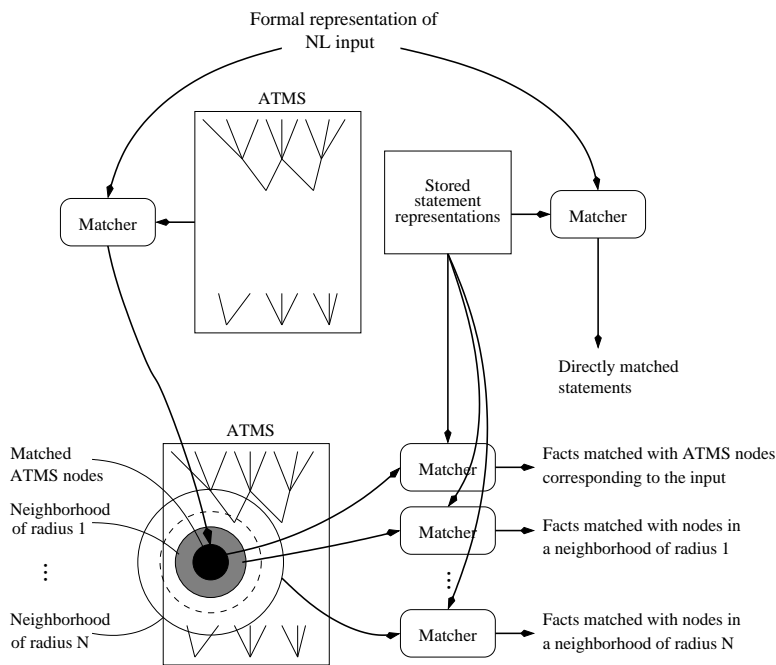 Formal representation of
NL input
ATMS
Stored
statement
representations
Matcher
Matcher
Directly matched
statements
ATMS
Matched
ATMS nodes
Neighborhood
of radius 1
...
Neighborhood
of radius N
Matcher
Facts matched with ATMS nodes
corresponding to the input
Matcher
Facts matched with nodes in
a neighborhood of radius 1
...
Matcher
Facts matched with nodes in
a neighborhood of radius N